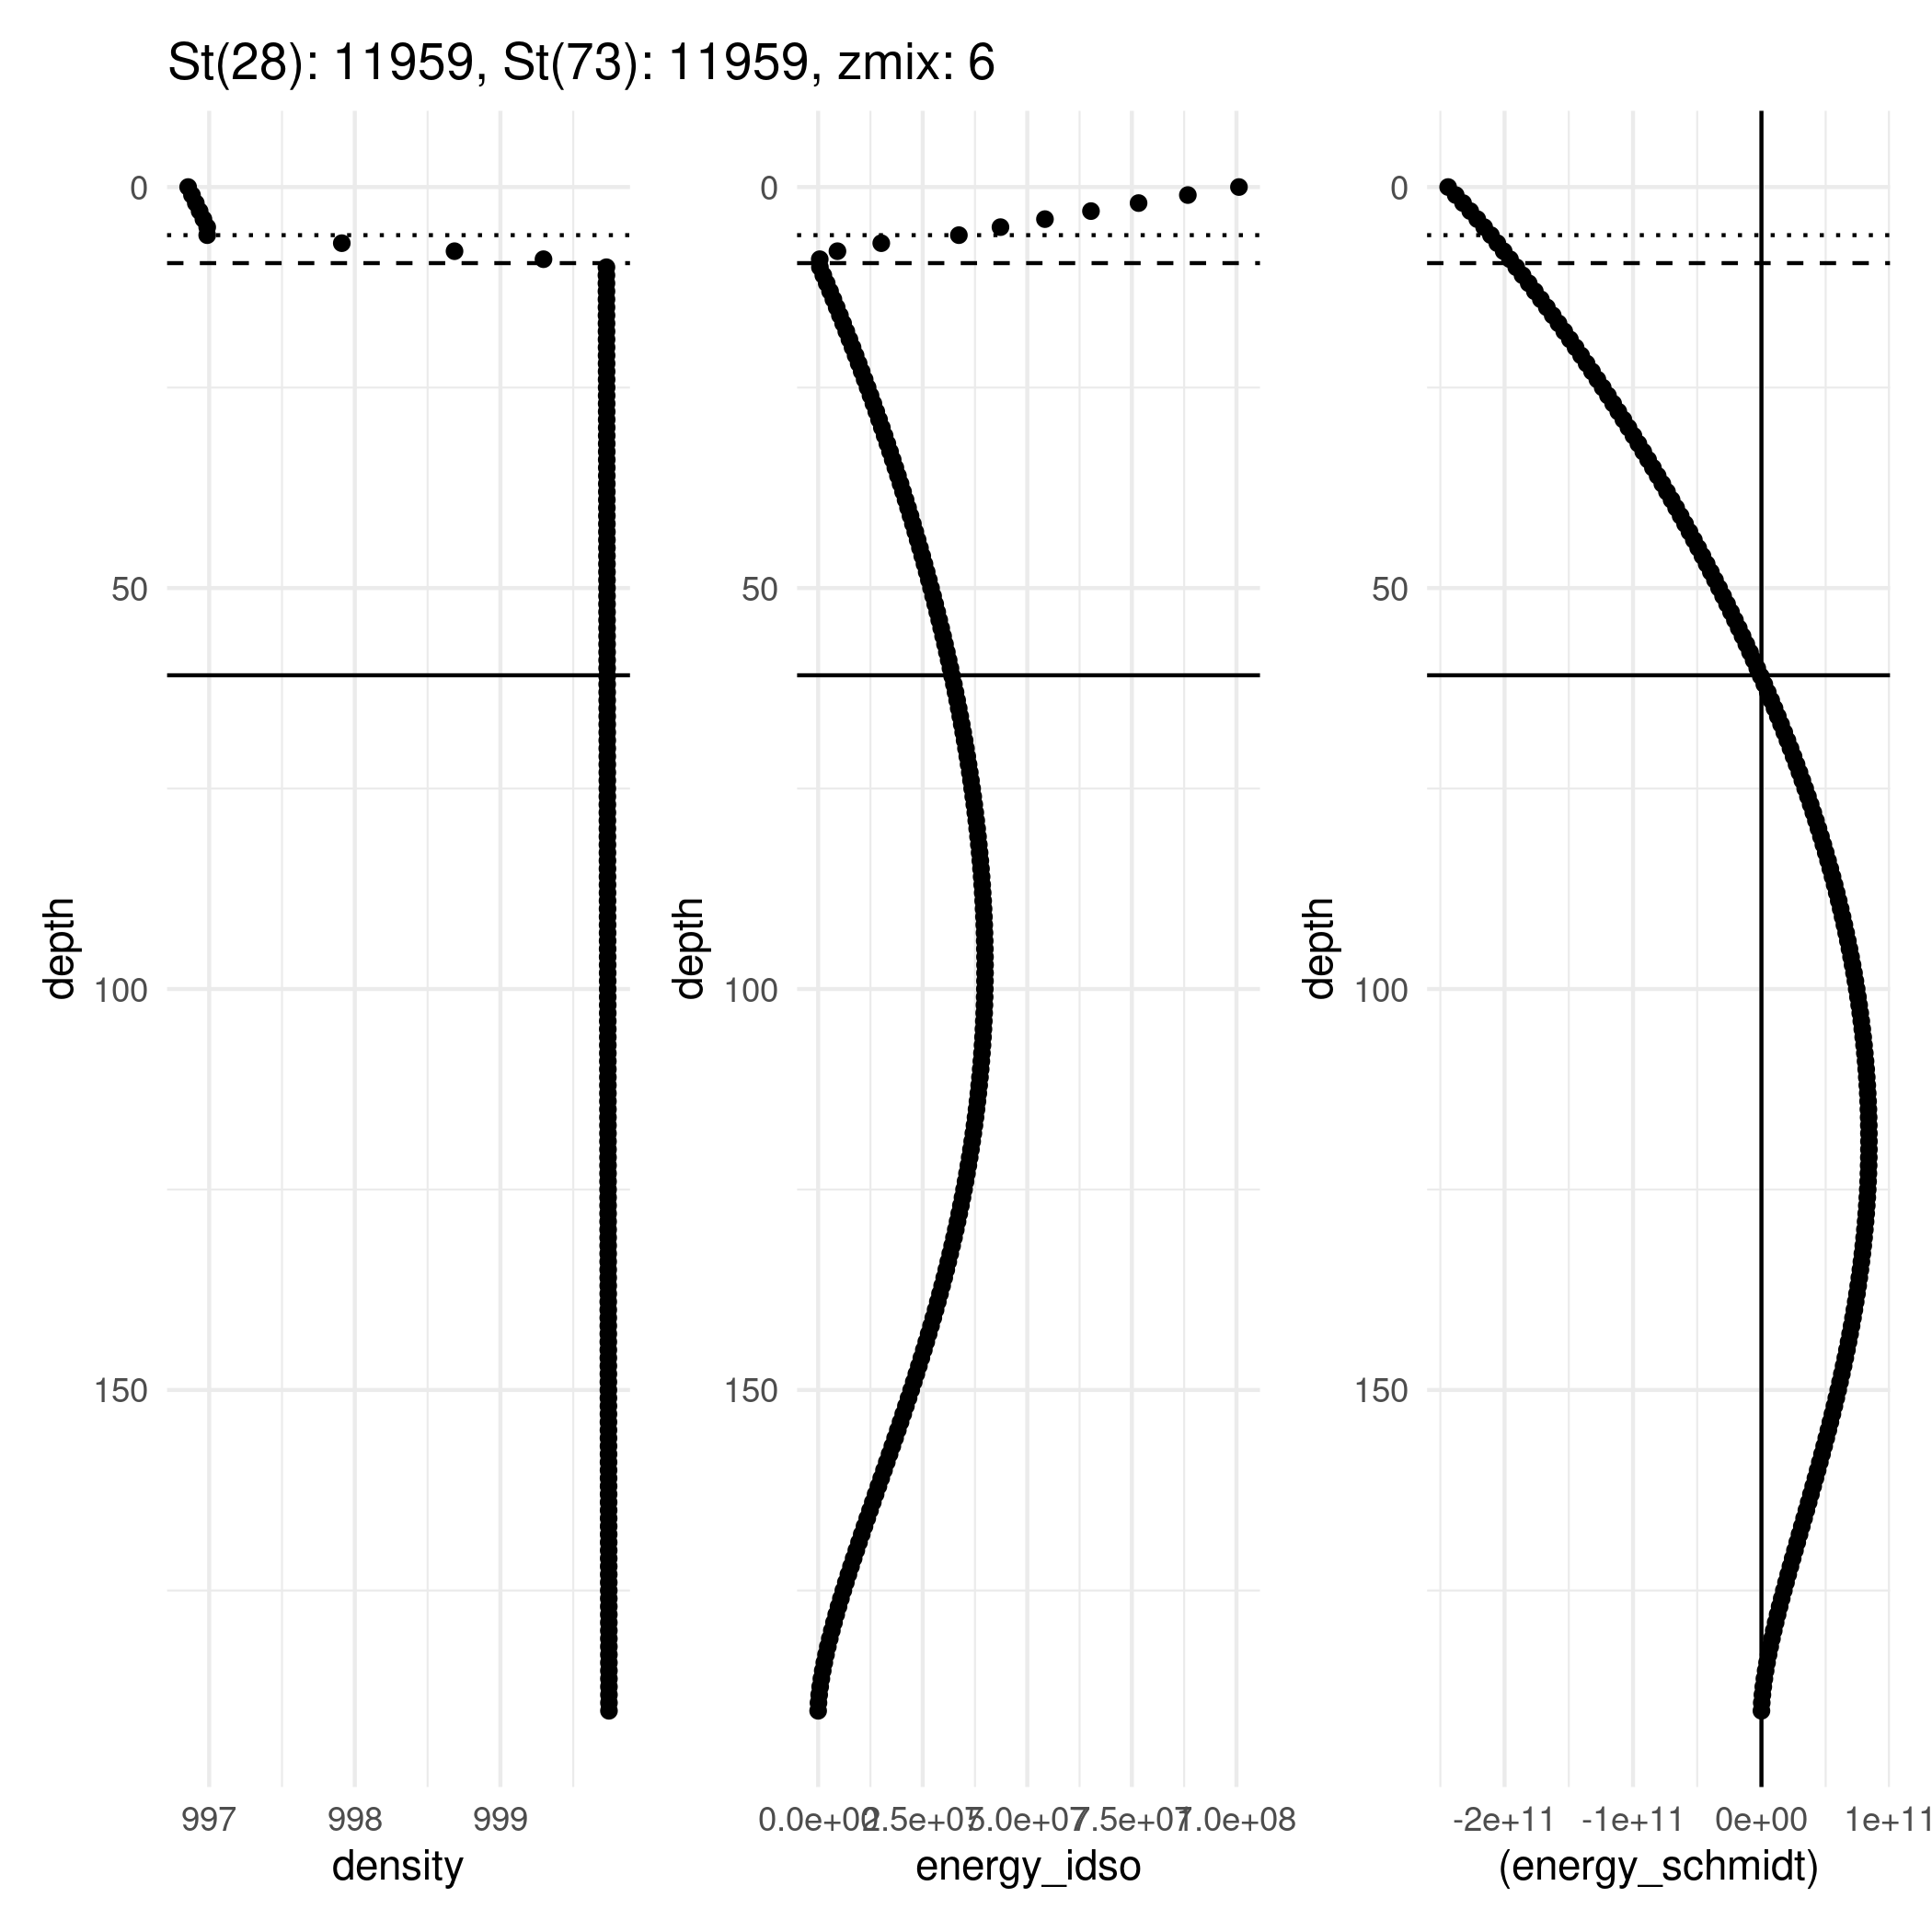 St(28): 11959, St(73): 11959, zmix: 6
0
50
100
150
depth
997 998 999
density
0
50
100
150
depth
0.0e+00 2.5e+07 5.0e+07 7.5e+07 1.0e+08
energy_idso
0
50
100
150
depth
-2e+11 -1e+11 0e+00 1e+11
(energy_schmidt)